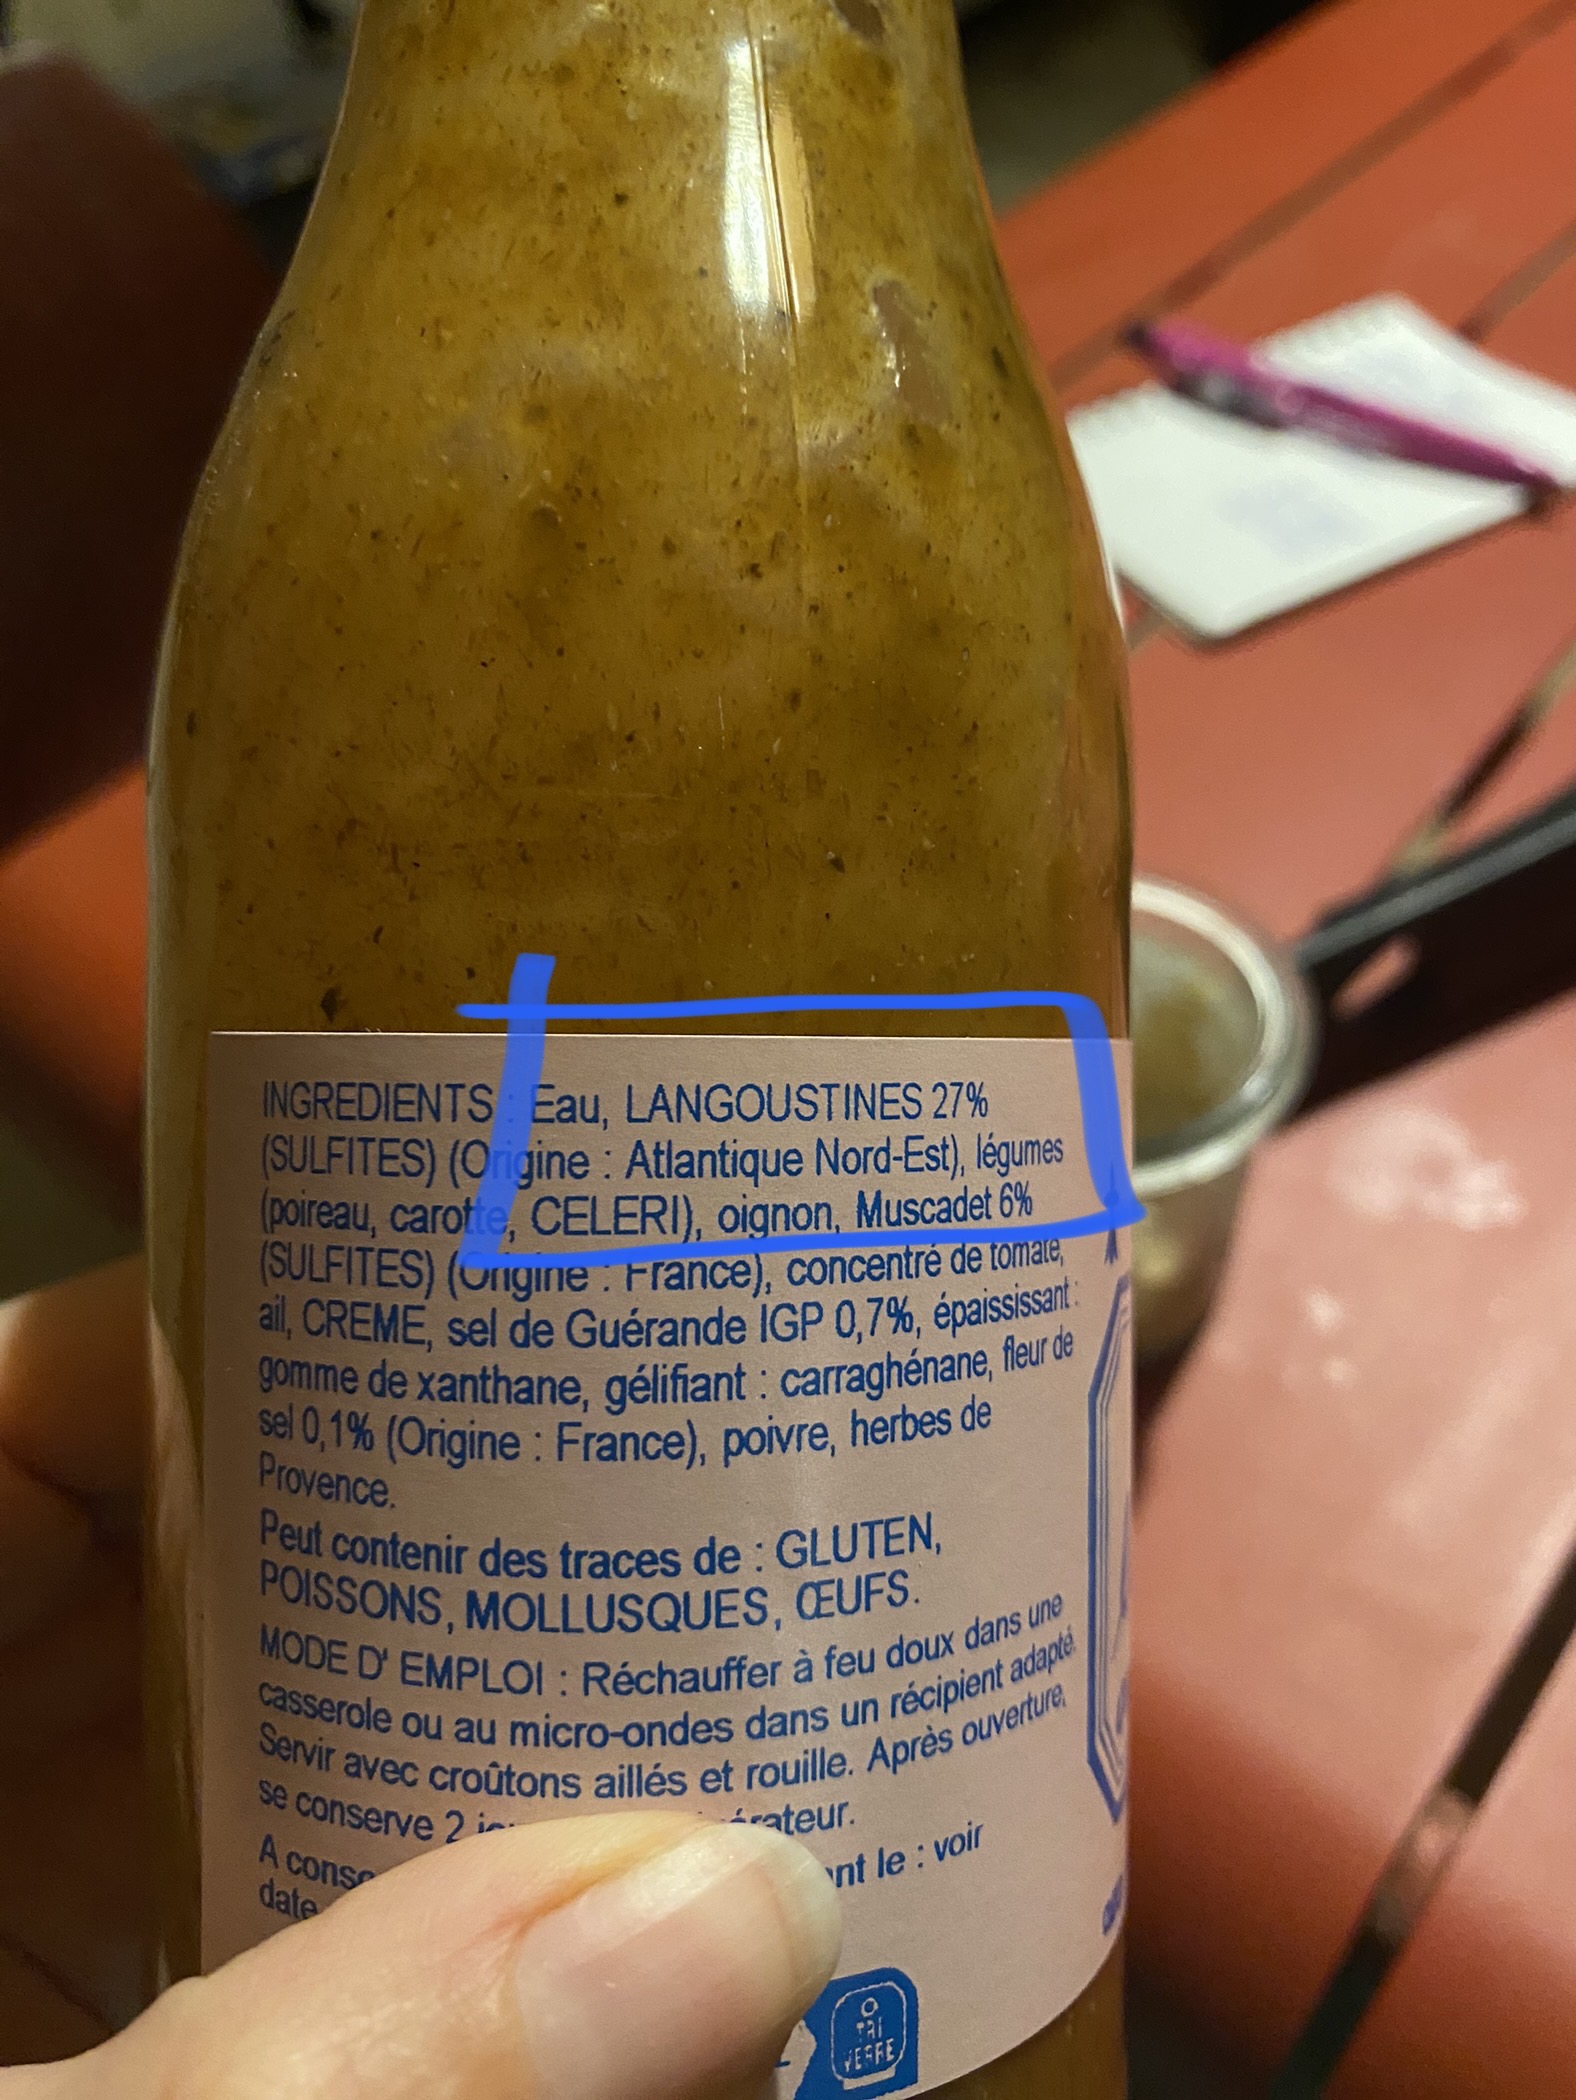 INGREDIENTS : Eau, LANGOUSTINES 27%
(SULFITES) (Origine : Atlantique Nord-Est), légumes
(poireau, carotte, CELERI), oignon, Muscadet 6%
(SULFITES) (Origine : France), concentré de tomate,
ail, CREME, sel de Guérande IGP 0,7%, épaississant :
gomme de xanthane, gélifiant : carraghénane, fleur de
sel 0,1% (Origine : France), poivre, herbes de
Provence.
Peut contenir des traces de : GLUTEN,
POISSONS, MOLLUSQUES, ŒUFS.
MODE D' EMPLOI : Réchauffer à feu doux dans une
casserole ou au micro-ondes dans un récipient adapté.
Servir avec croûtons aillés et rouille. Après ouverture,
se conserve 2
A le : voir
date
TRI
VERRE